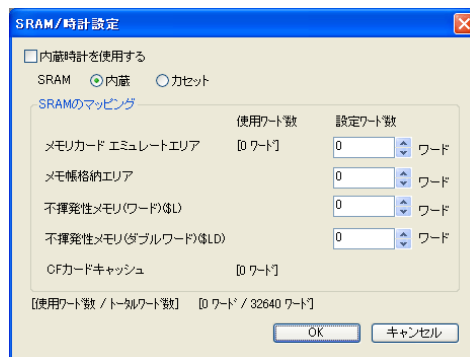 SRAM/時計設定
内蔵時計を使用する
SRAM 内蔵 カセット
SRAMのマッピング
使用ワード数 設定ワード数
メモリカード エミュレートエリア [0 ワード] 0 ワード
メモ帳格納エリア 0 ワード
不揮発性メモリ(ワード)($L) 0 ワード
不揮発性メモリ(ダブルワード)($LD) 0 ワード
CFカードキャッシュ [0 ワード]
[使用ワード数 / トータルワード数] [0 ワード / 32640 ワード]
OK キャンセル